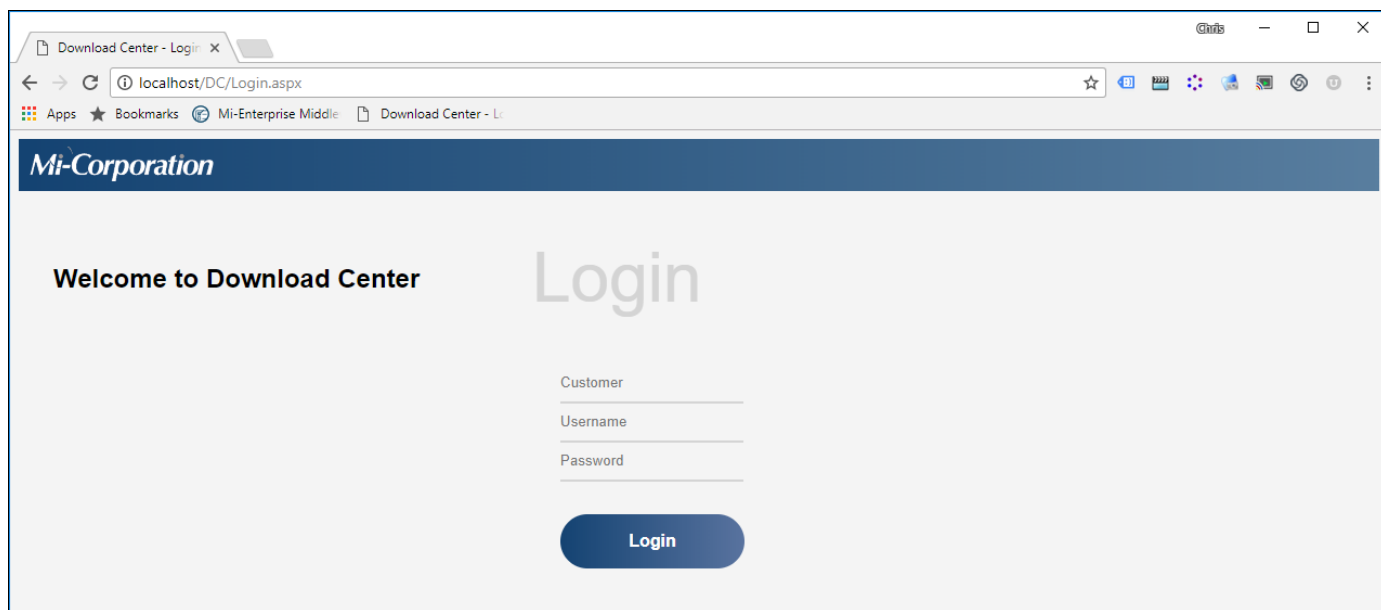 Chris
Download Center - Login
localhost/DC/Login.aspx
Apps Bookmarks Mi-Enterprise Middle Download Center - Lo
Mi-Corporation
Welcome to Download Center
Login
Customer
Username
Password
Login